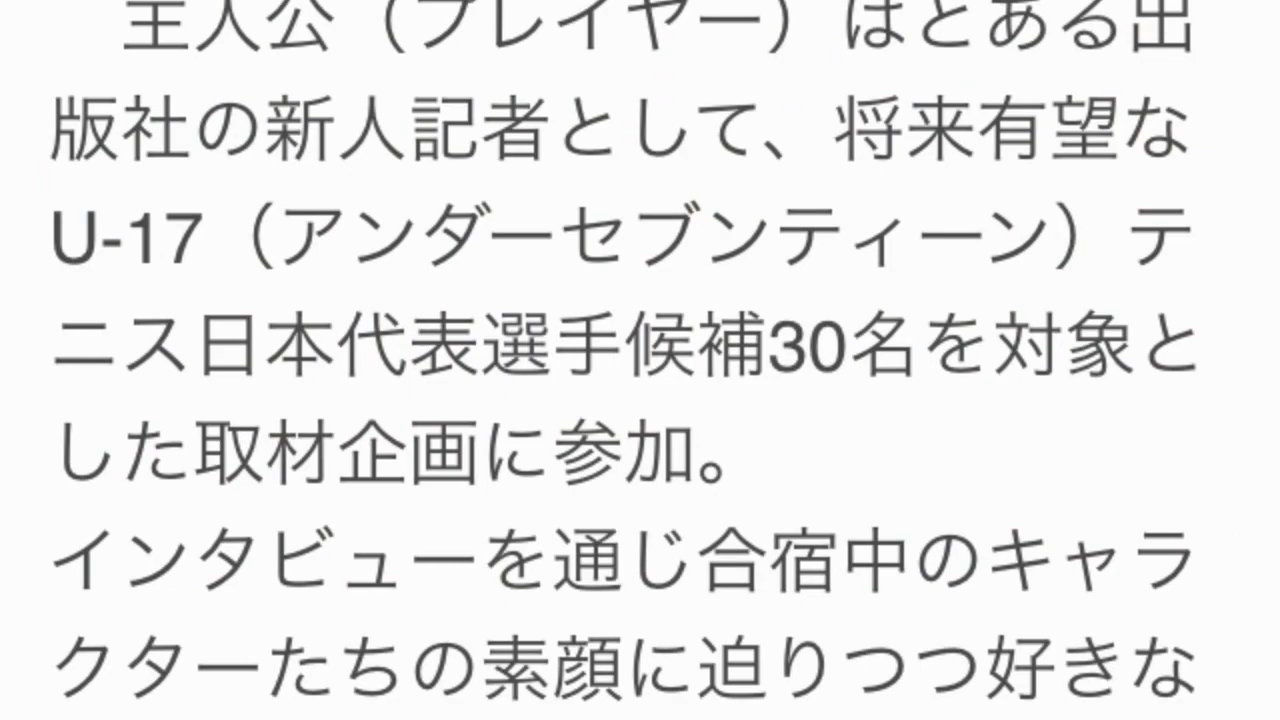 主人公（プレイヤー）はとある出
版社の新人記者として、将来有望な
U-17（アンダーセブンティーン）テ
ニス日本代表選手候補30名を対象と
した取材企画に参加。
インタビューを通じ合宿中のキャラ
クターたちの素顔に迫りつつ好きな